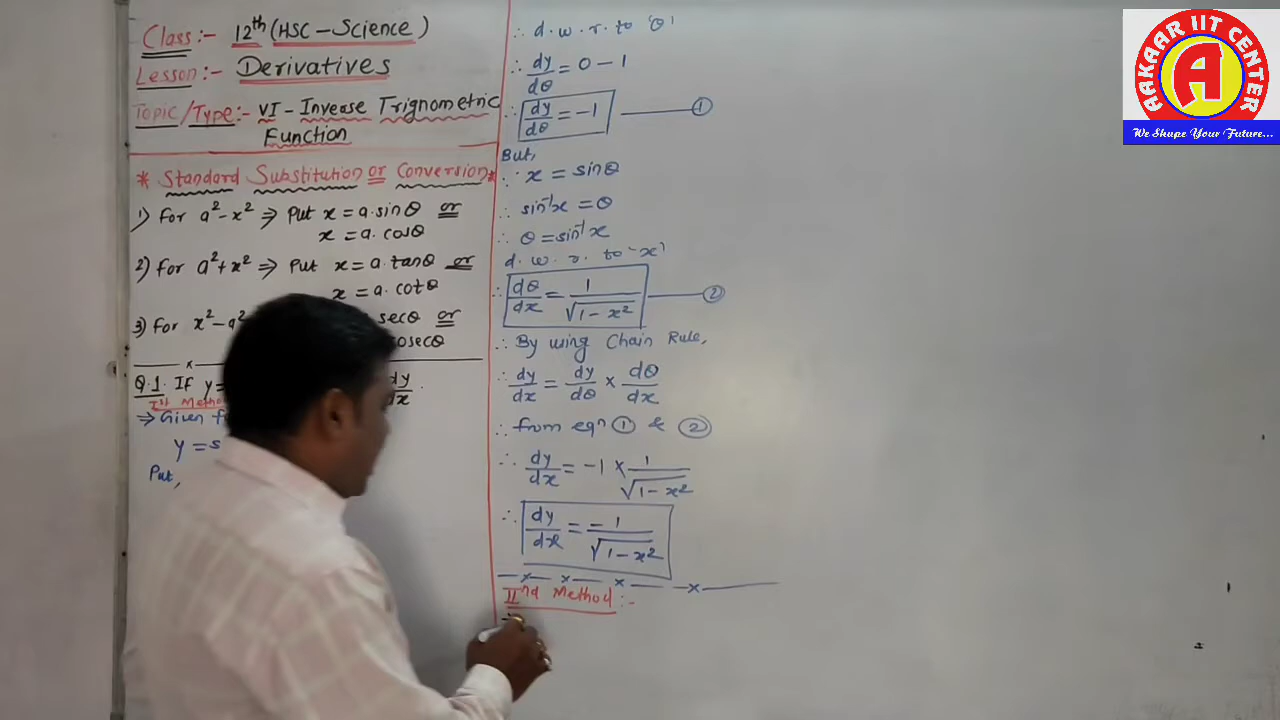 Class:- 12th (HSC - Science)
Lesson:- Derivatives
Topic/Type:- VI - Inverse Trignometric
Function
* Standard Substitution or Conversion *
1) For a² - x² ⇒ Put x = a.sinθ or
x = a.cosθ
2) For a² + x² ⇒ Put x = a.tanθ or
x = a.cotθ
3) For x² - a²
secθ or
cosecθ
Q.1. If y = dy/dx.
Ist Method
⇒ Given f
y = s
Put,
∴ d.w.r. to 'θ'
∴ dy/dθ = 0 - 1
∴ dy/dθ = -1 ——— ①
But,
∵ x = sinθ
∴ sin⁻¹x = θ
∴ θ = sin⁻¹x
d.w.r. to 'x'
∴ dθ/dx = 1/√(1-x²) ——— ②
∴ By using Chain Rule,
∴ dy/dx = dy/dθ × dθ/dx
∴ from eqn ① & ②
∴ dy/dx = -1 × 1/√(1-x²)
∴ dy/dx = -1/√(1-x²)
—x— x— x— —x———
IInd Method:-
AAKAAR IIT CENTER
A
We Shape Your Future...